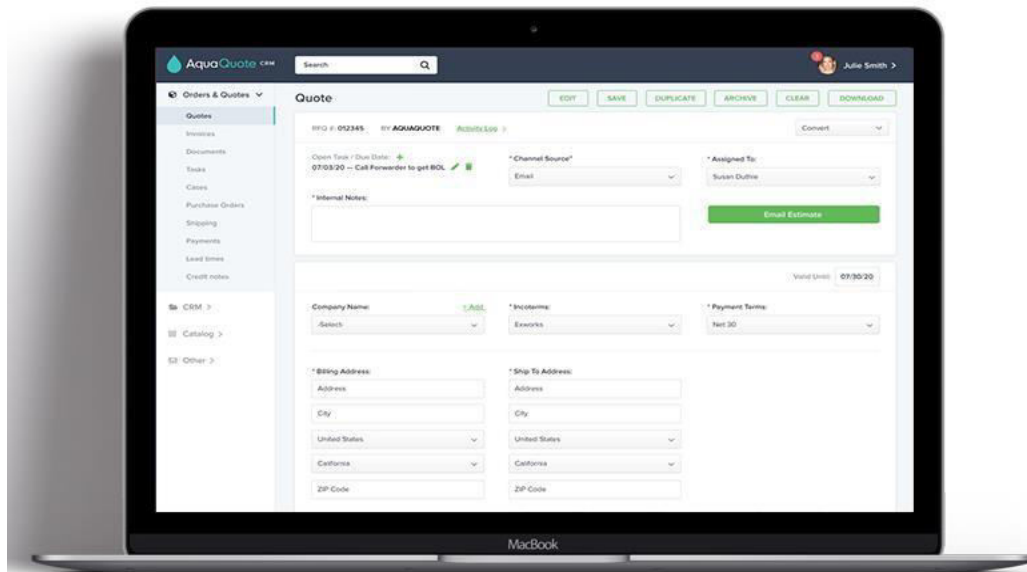 AquaQuote CRM
Search
Julie Smith >
Orders & Quotes
Quotes
Invoices
Documents
Tasks
Cases
Purchase Orders
Shipping
Payments
Lead times
Credit notes
CRM >
Catalog >
Other >
Quote
EDIT SAVE DUPLICATE ARCHIVE CLEAR DOWNLOAD
RFQ #: 012345 BY AQUAQUOTE Activity Log >
Convert
Open Task / Due Date: +
07/03/20 — Call Forwarder to get BOL
* Channel Source*
Email
* Assigned To:
Susan Duthie
* Internal Notes:
Email Estimate
Valid Until: 07/30/20
Company Name: + Add
-Select-
* Incoterms:
Exworks
* Payment Terms:
Net 30
* Billing Address:
Address
City
United States
California
ZIP Code
* Ship To Address:
Address
City
United States
California
ZIP Code
MacBook